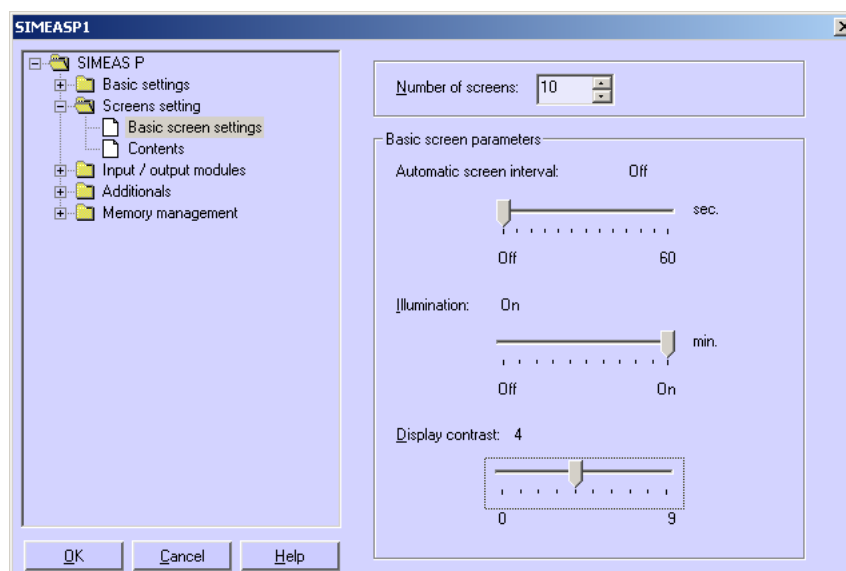 SIMEASP1
SIMEAS P
Basic settings
Screens setting
Basic screen settings
Contents
Input / output modules
Additionals
Memory management
OK Cancel Help
Number of screens: 10
Basic screen parameters
Automatic screen interval: Off
sec.
Off 60
Illumination: On
min.
Off On
Display contrast: 4
0 9